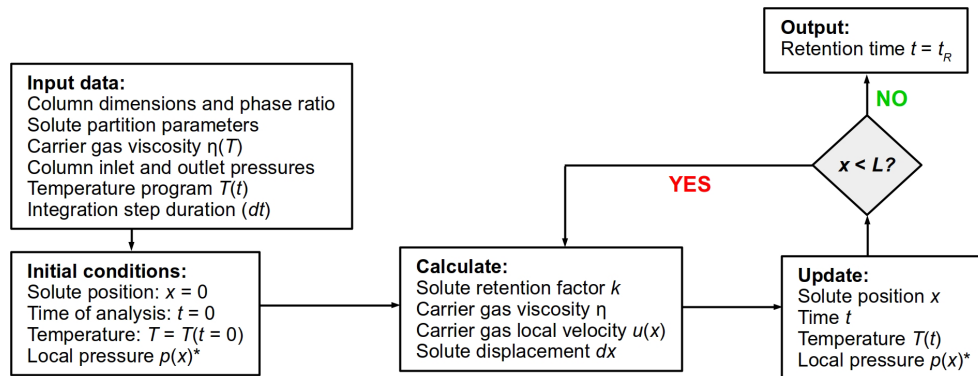 Input data:
Column dimensions and phase ratio
Solute partition parameters
Carrier gas viscosity η(T)
Column inlet and outlet pressures
Temperature program T(t)
Integration step duration (dt)
Initial conditions:
Solute position: x = 0
Time of analysis: t = 0
Temperature: T = T(t = 0)
Local pressure p(x)*
Calculate:
Solute retention factor k
Carrier gas viscosity η
Carrier gas local velocity u(x)
Solute displacement dx
Update:
Solute position x
Time t
Temperature T(t)
Local pressure p(x)*
x < L?
YES
NO
Output:
Retention time t = t_R